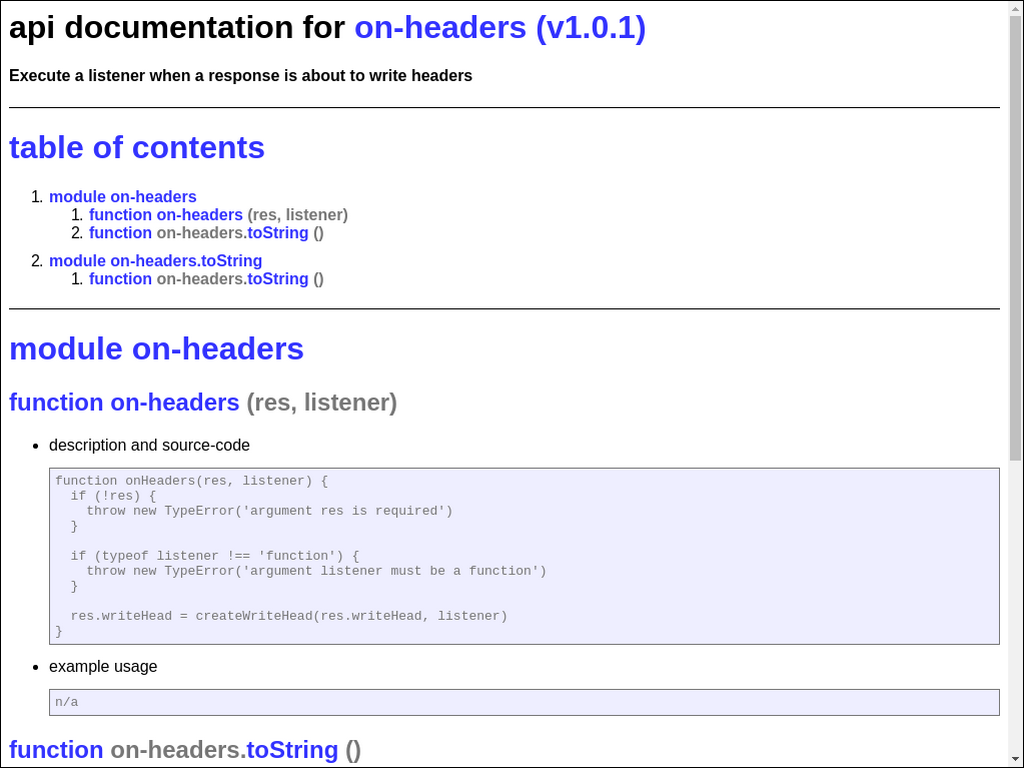 api documentation for on-headers (v1.0.1)
Execute a listener when a response is about to write headers
table of contents
1. module on-headers
1. function on-headers (res, listener)
2. function on-headers.toString ()
2. module on-headers.toString
1. function on-headers.toString ()
module on-headers
function on-headers (res, listener)
• description and source-code
function onHeaders(res, listener) {
  if (!res) {
    throw new TypeError('argument res is required')
  }

  if (typeof listener !== 'function') {
    throw new TypeError('argument listener must be a function')
  }

  res.writeHead = createWriteHead(res.writeHead, listener)
}
• example usage
n/a
function on-headers.toString ()